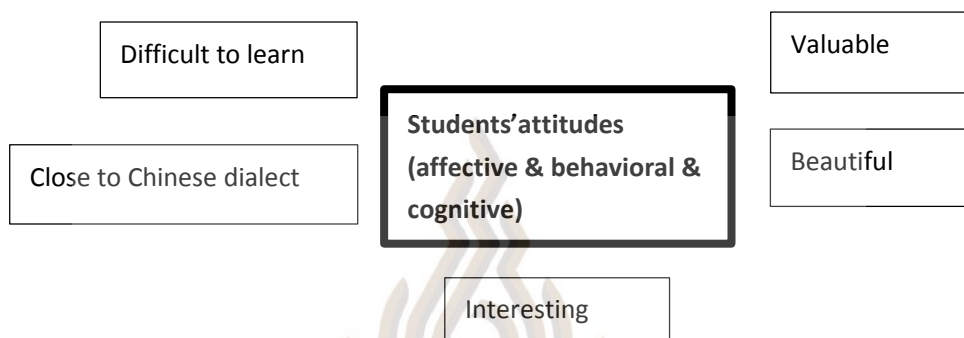 Difficult to learn
Valuable
Students’attitudes
(affective & behavioral &
cognitive)
Close to Chinese dialect
Beautiful
Interesting